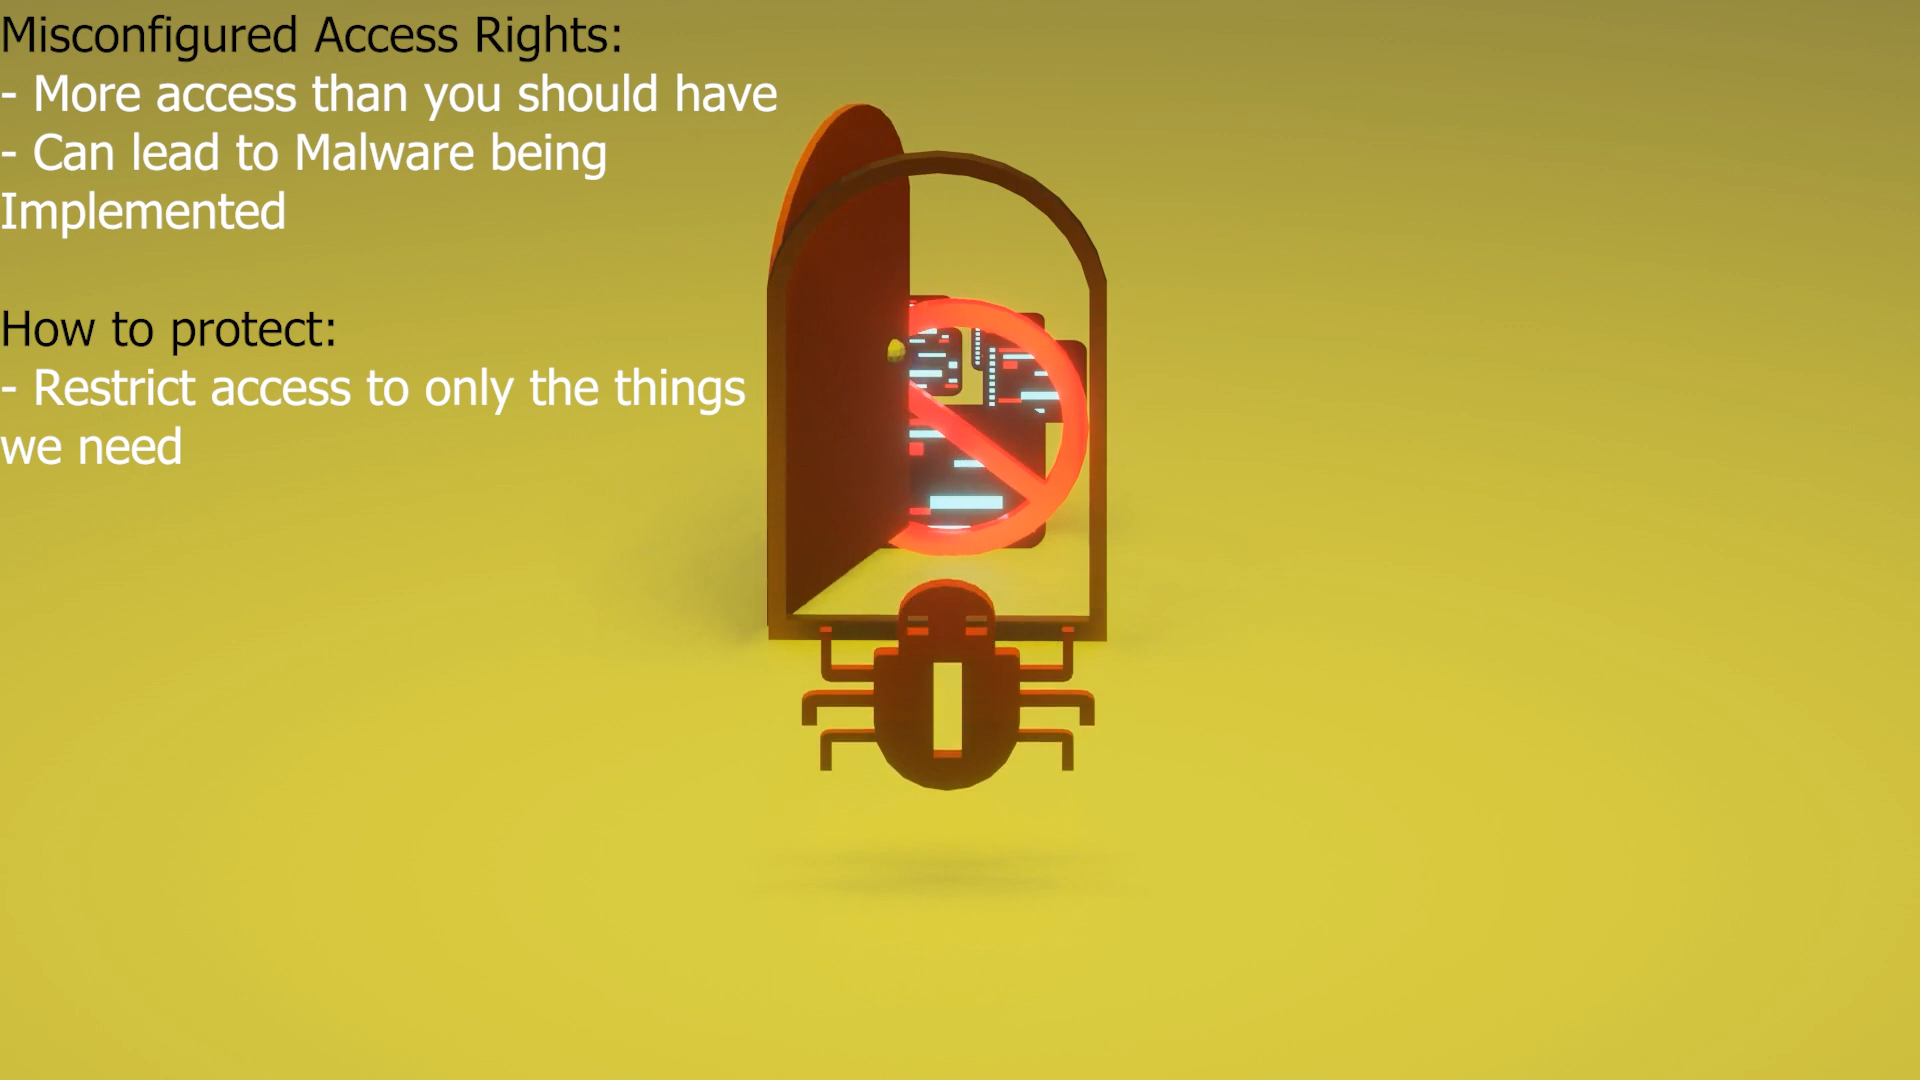 Misconfigured Access Rights:
- More access than you should have
- Can lead to Malware being
Implemented
How to protect:
- Restrict access to only the things
we need